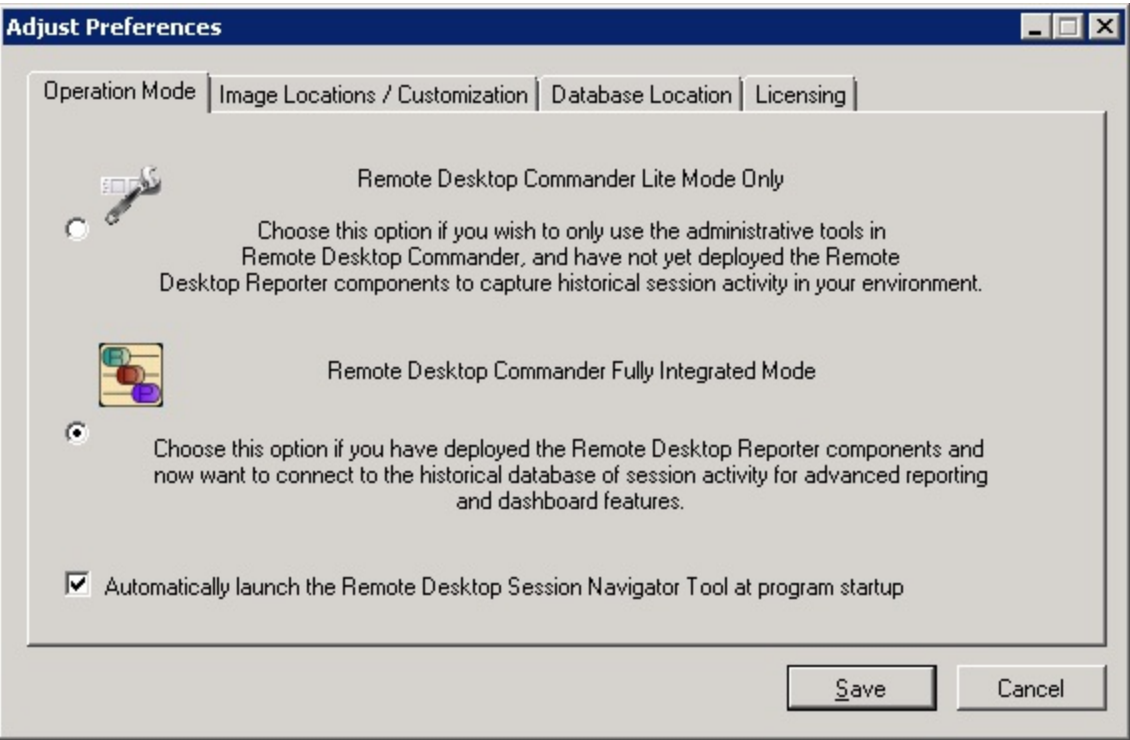 Adjust Preferences
Operation Mode
Image Locations / Customization
Database Location
Licensing
Remote Desktop Commander Lite Mode Only
Choose this option if you wish to only use the administrative tools in
Remote Desktop Commander, and have not yet deployed the Remote
Desktop Reporter components to capture historical session activity in your environment.
R
D
P
Remote Desktop Commander Fully Integrated Mode
Choose this option if you have deployed the Remote Desktop Reporter components and
now want to connect to the historical database of session activity for advanced reporting
and dashboard features.
Automatically launch the Remote Desktop Session Navigator Tool at program startup
Save
Cancel